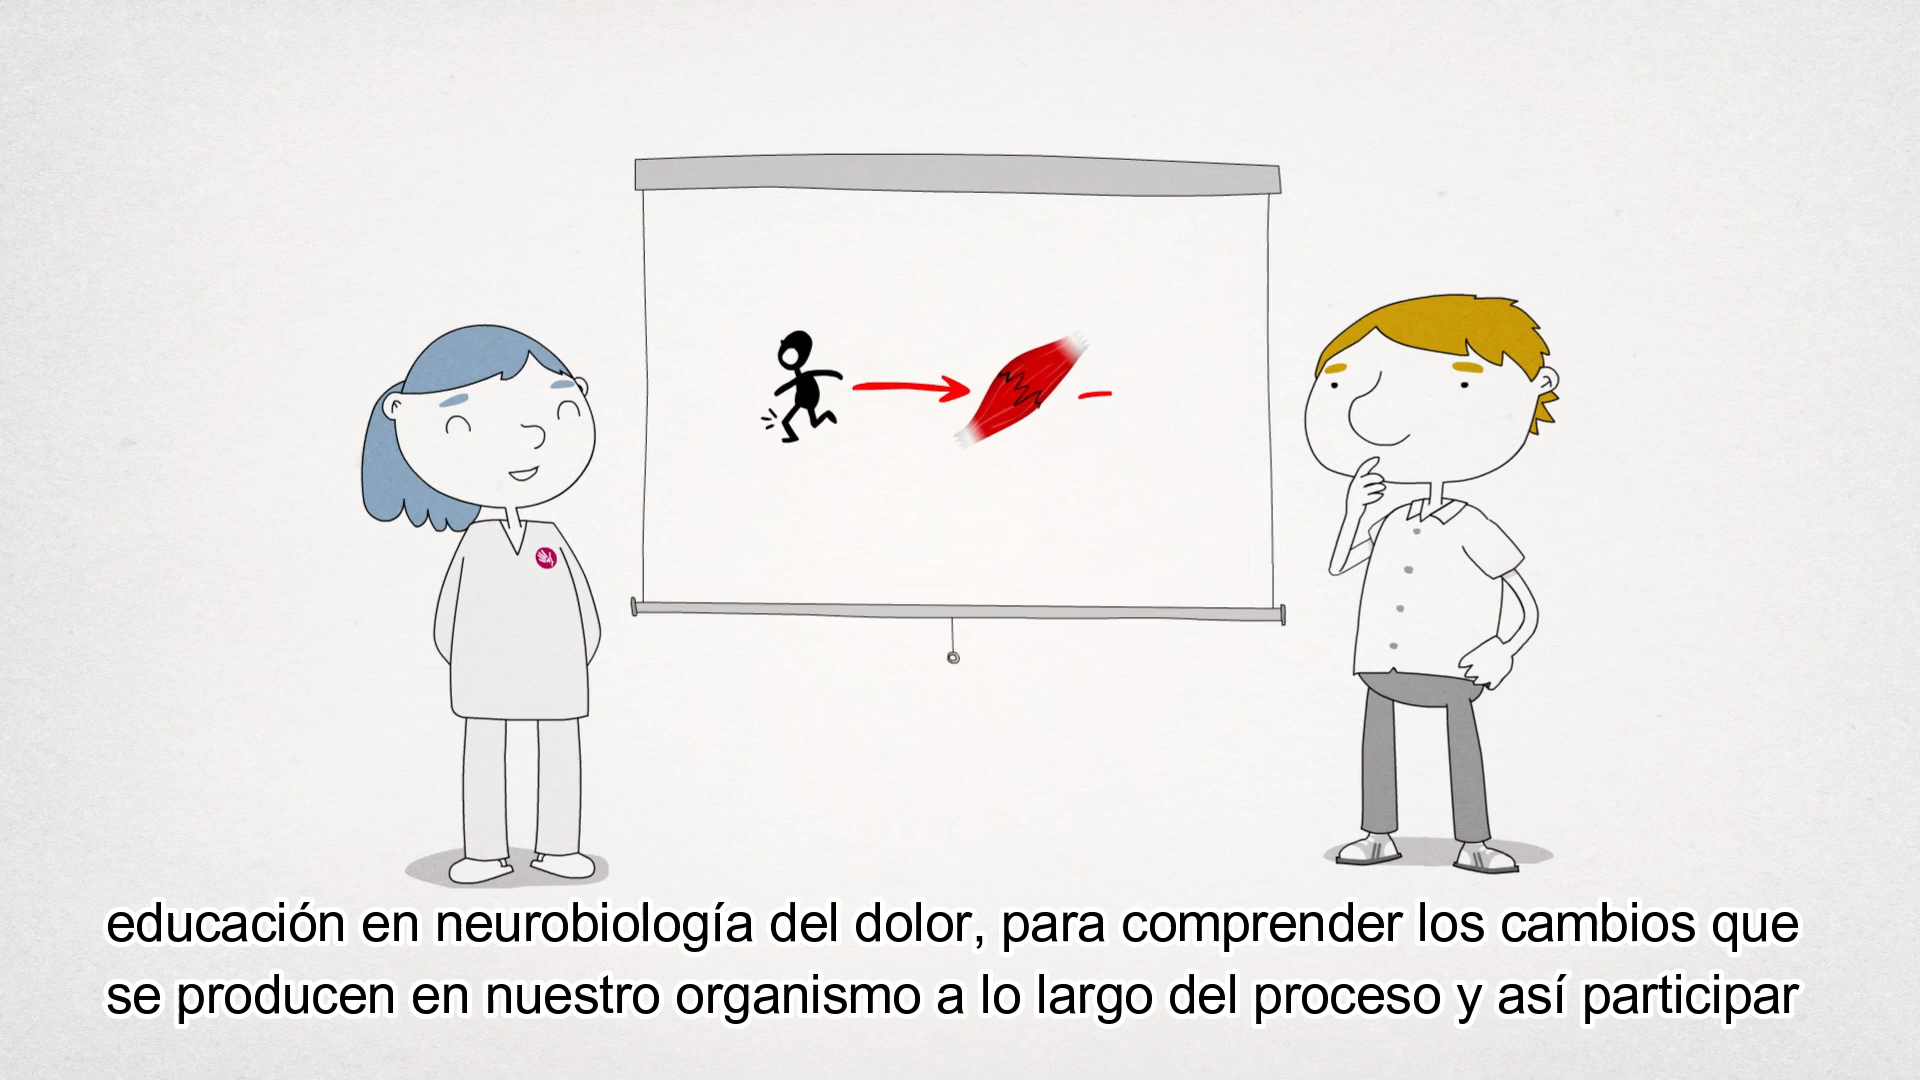 educación en neurobiología del dolor, para comprender los cambios que
se producen en nuestro organismo a lo largo del proceso y así participar